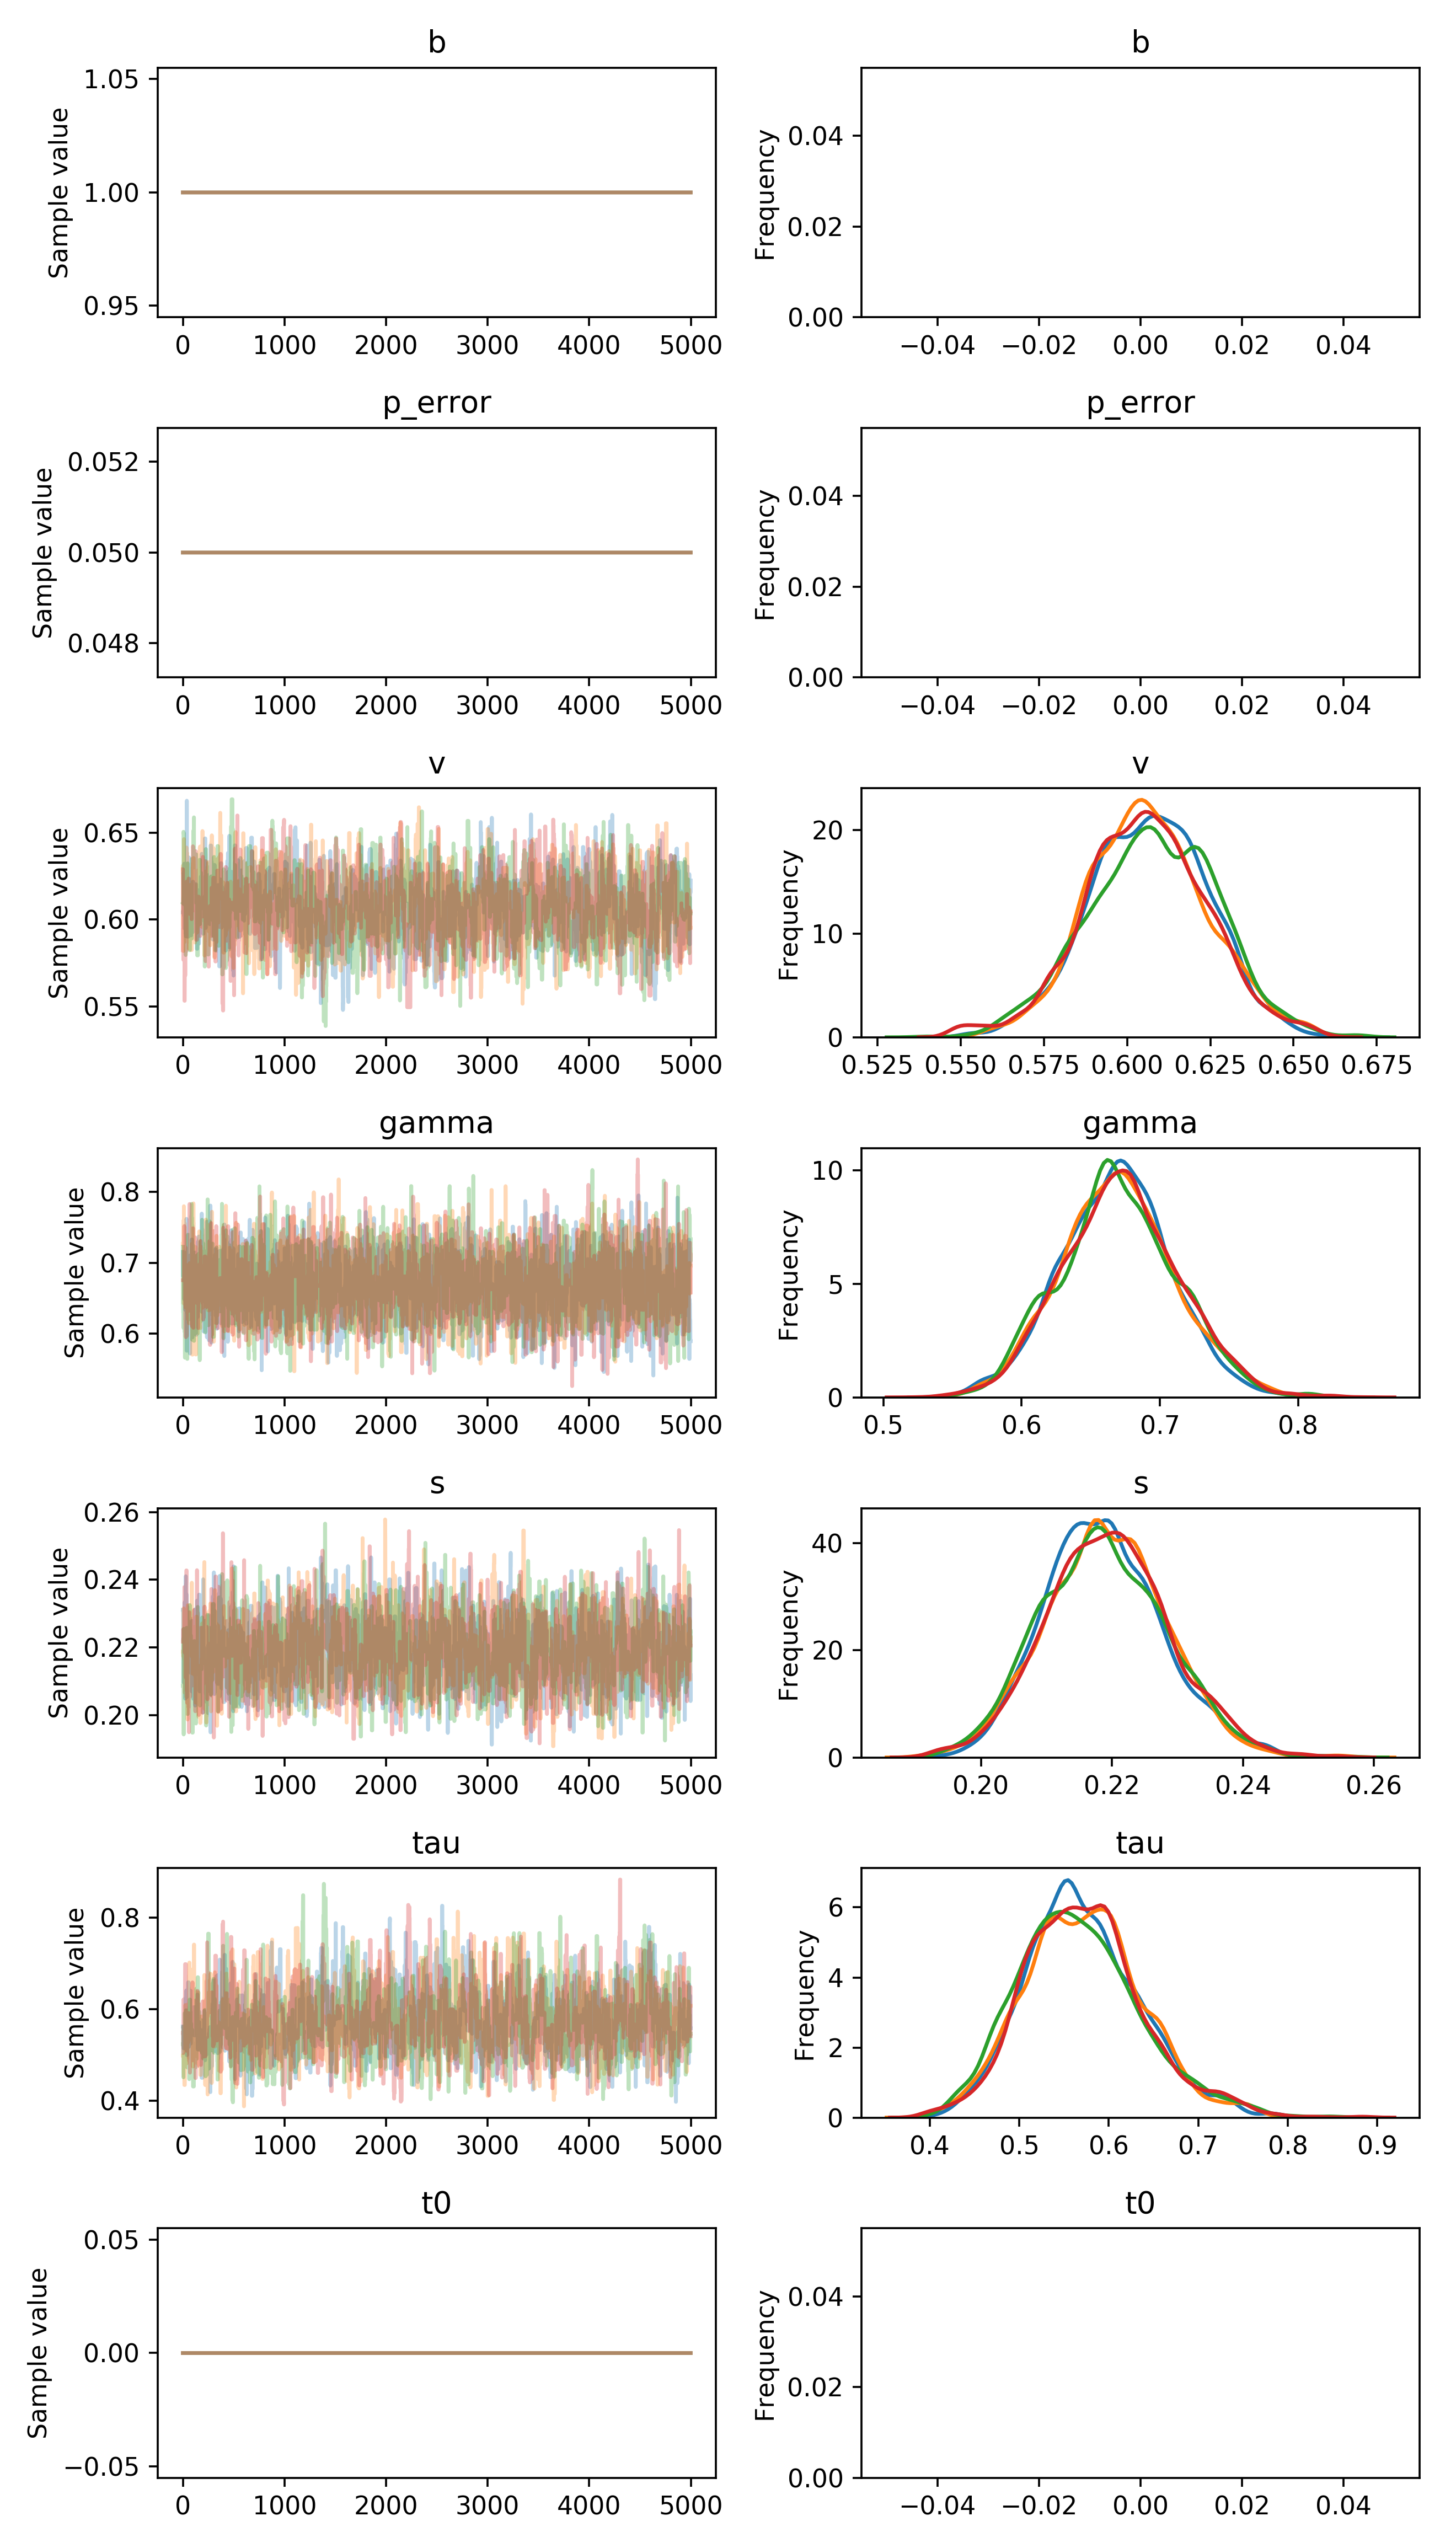 b
b
Sample value
1.05
1.00
0.95
0 1000 2000 3000 4000 5000
Frequency
0.04
0.02
0.00
−0.04 −0.02 0.00 0.02 0.04
p_error
p_error
Sample value
0.052
0.050
0.048
0 1000 2000 3000 4000 5000
Frequency
0.04
0.02
0.00
−0.04 −0.02 0.00 0.02 0.04
v
v
Sample value
0.65
0.60
0.55
0 1000 2000 3000 4000 5000
Frequency
20
10
0
0.525 0.550 0.575 0.600 0.625 0.650 0.675
gamma
gamma
Sample value
0.8
0.7
0.6
0 1000 2000 3000 4000 5000
Frequency
10
5
0
0.5 0.6 0.7 0.8
s
s
Sample value
0.26
0.24
0.22
0.20
0 1000 2000 3000 4000 5000
Frequency
40
20
0
0.20 0.22 0.24 0.26
tau
tau
Sample value
0.8
0.6
0.4
0 1000 2000 3000 4000 5000
Frequency
6
4
2
0
0.4 0.5 0.6 0.7 0.8 0.9
t0
t0
Sample value
0.05
0.00
−0.05
0 1000 2000 3000 4000 5000
Frequency
0.04
0.02
0.00
−0.04 −0.02 0.00 0.02 0.04